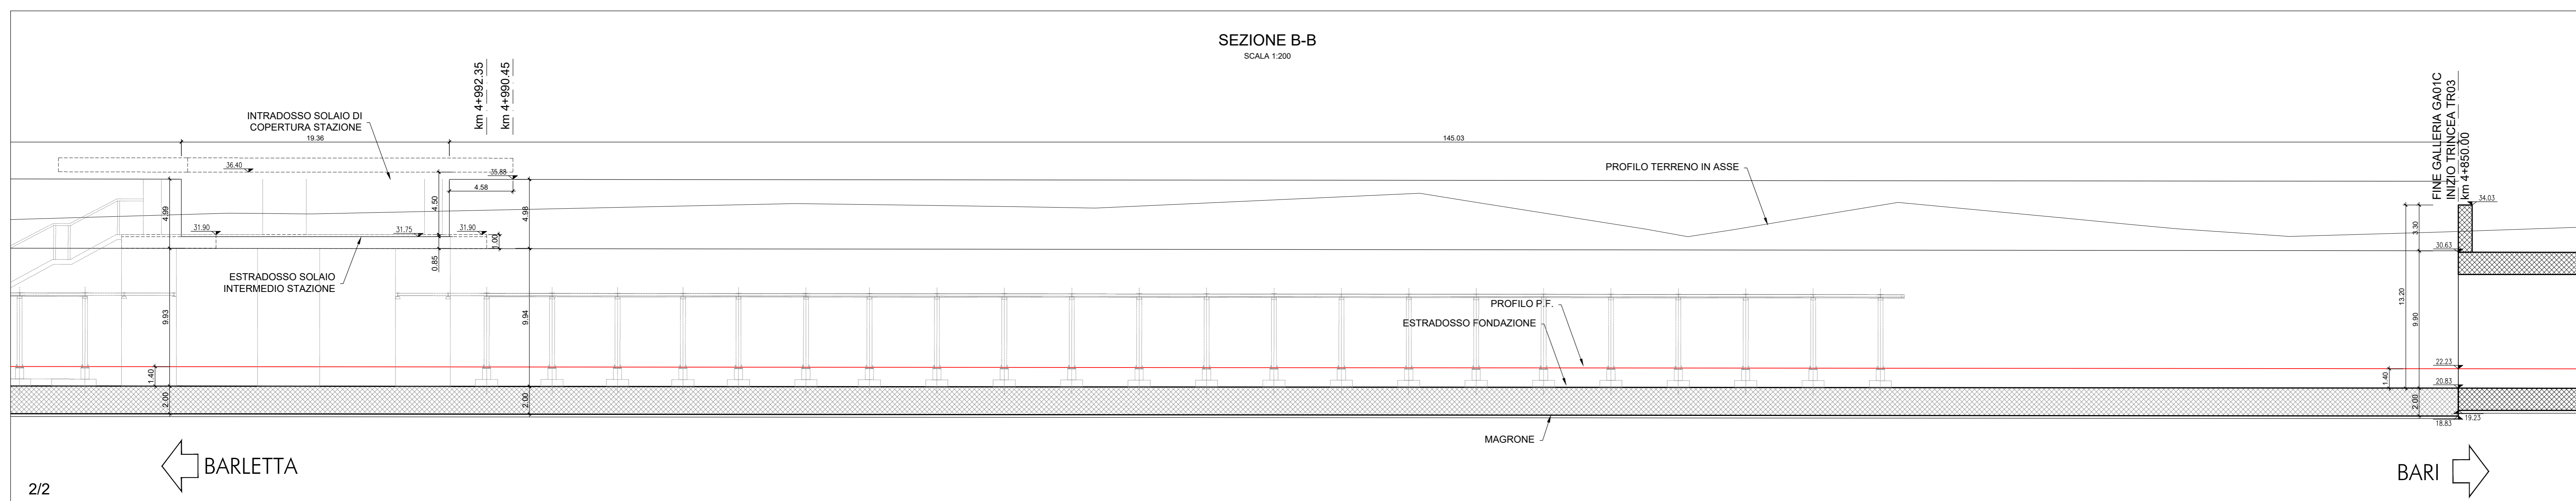 SEZIONE B-B
SCALA 1:200
km 4+992.35
km 4+990.45
FINE GALLERIA GA01C
INIZIO TRINCEA TR03
km 4+850.00
INTRADOSSO SOLAIO DI
COPERTURA STAZIONE
19.36
145.03
36.40
35.88
4.58
PROFILO TERRENO IN ASSE
34.03
4.99
4.50
4.98
3.30
31.90
31.75
31.90
1.00
0.85
30.63
ESTRADOSSO SOLAIO
INTERMEDIO STAZIONE
9.93
9.94
13.20
9.90
PROFILO P.F.
ESTRADOSSO FONDAZIONE
1.40
22.23
1.40
20.83
2.00
2.00
2.00
19.23
18.83
MAGRONE
BARLETTA
BARI
2/2